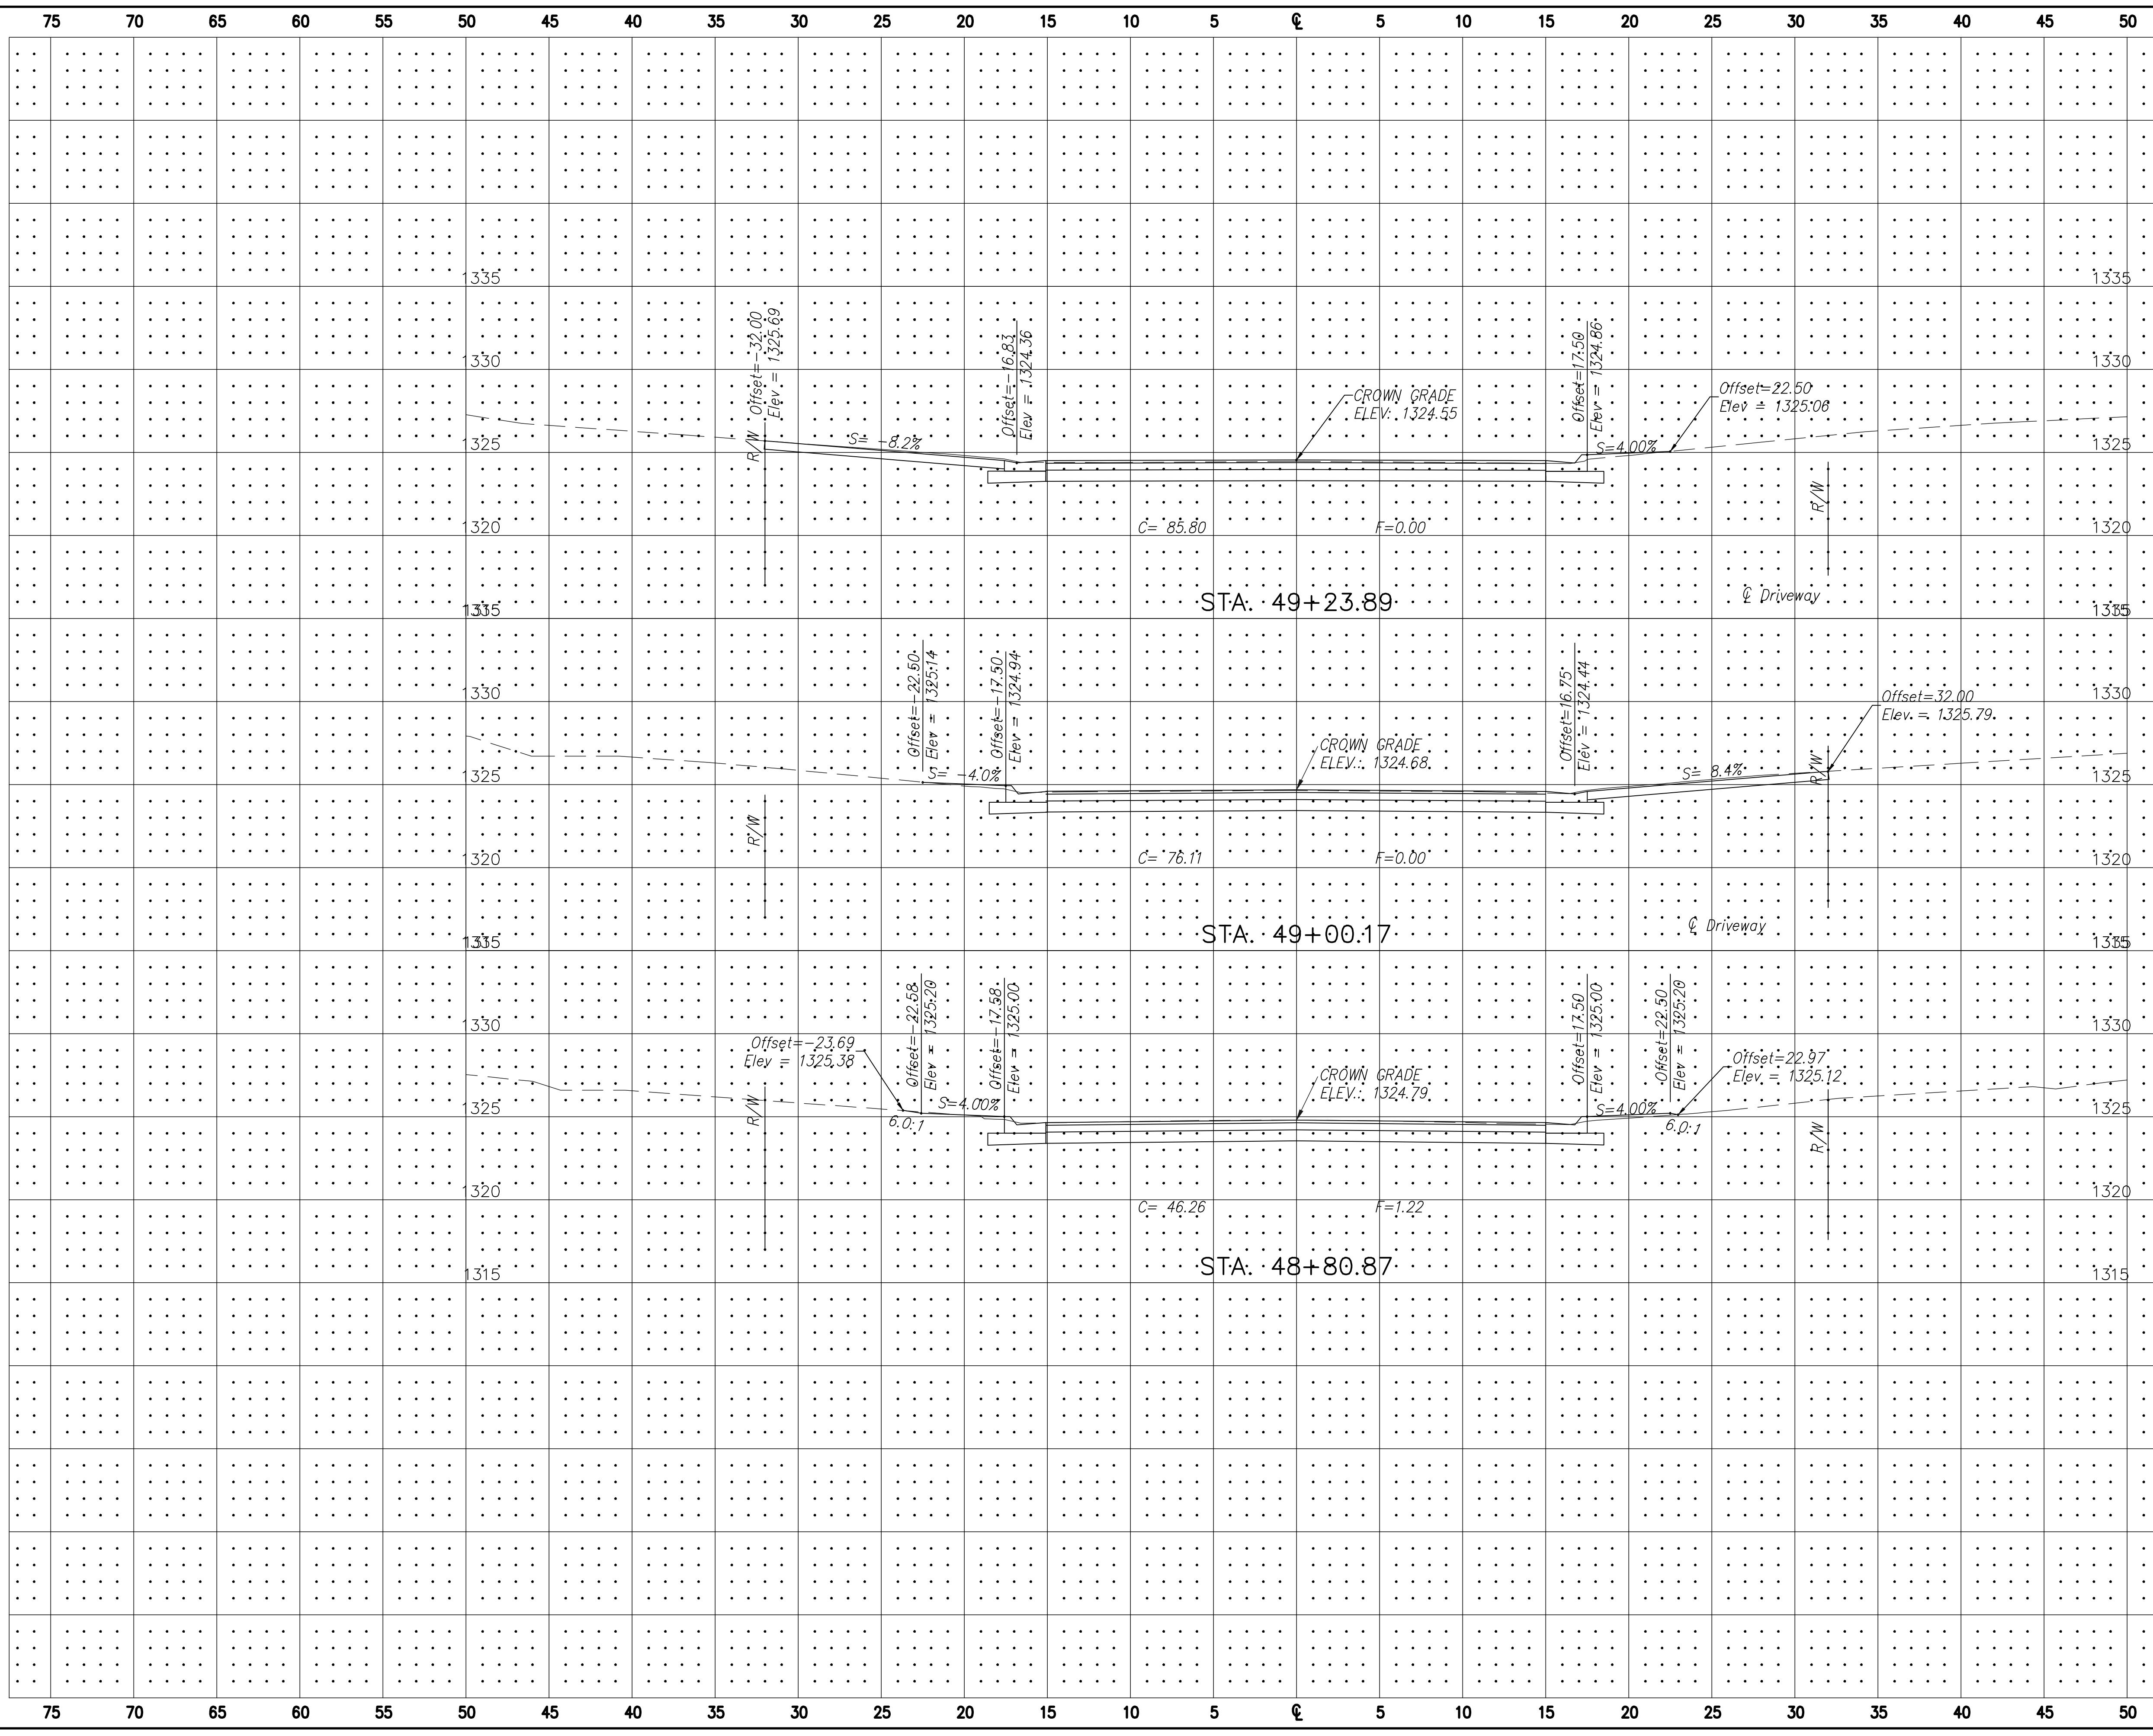 75 70 65 60 55 50 45 40 35 30 25 20 15 10 5 ℄ 5 10 15 20 25 30 35 40 45 50
1335 1335
Offset=-32.00
Elev = 1325.69
Offset=-16.83
Elev = 1324.36
Offset=17.50
Elev = 1324.86
1330 1330
CROWN GRADE
ELEV: 1324.55
Offset=22.50
Elev = 1325.06
1325 R/W S= -8.2% S=4.00% 1325
R/W
1320 C= 85.80 F=0.00 1320
STA. 49+23.89
℄ Driveway
1315 1315
1335 1335
Offset=-22.50
Elev = 1325.14
Offset=-17.50
Elev = 1324.94
Offset=16.75
Elev = 1324.44
1330 1330
Offset=32.00
Elev = 1325.79
CROWN GRADE
ELEV: 1324.68
1325 S= -4.0% S= 8.4% R/W 1325
R/W
1320 C= 76.11 F=0.00 1320
STA. 49+00.17
℄ Driveway
1315 1315
1335 1335
Offset=-22.58
Elev = 1325.20
Offset=-17.58
Elev = 1325.00
Offset=17.50
Elev = 1325.00
Offset=22.50
Elev = 1325.20
1330 1330
Offset=-23.69
Elev = 1325.38
Offset=22.97
Elev = 1325.12
CROWN GRADE
ELEV: 1324.79
1325 R/W S=4.00% S=4.00% 1325
6.0:1 6.0:1
R/W
1320 C= 46.26 F=1.22 1320
STA. 48+80.87
1315 1315
75 70 65 60 55 50 45 40 35 30 25 20 15 10 5 ℄ 5 10 15 20 25 30 35 40 45 50